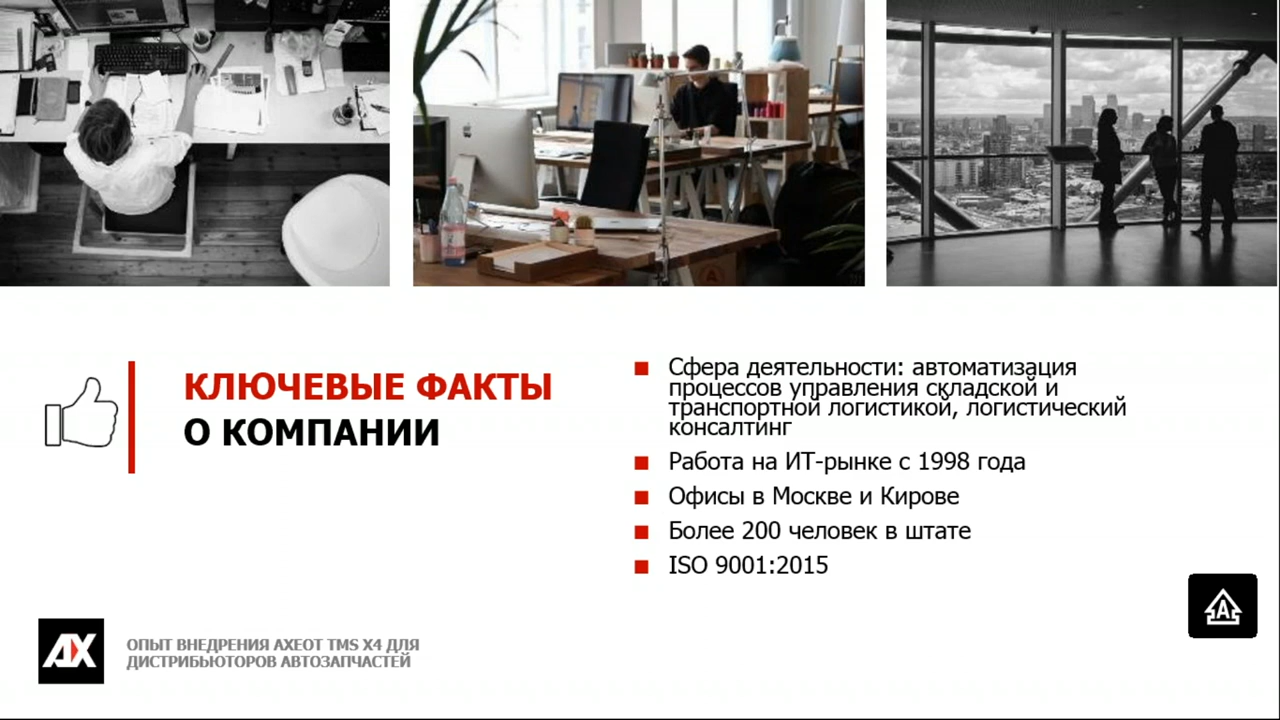 КЛЮЧЕВЫЕ ФАКТЫ
О КОМПАНИИ
Сфера деятельности: автоматизация
процессов управления складской и
транспортной логистикой, логистический
консалтинг
Работа на ИТ-рынке с 1998 года
Офисы в Москве и Кирове
Более 200 человек в штате
ISO 9001:2015
A
AX
ОПЫТ ВНЕДРЕНИЯ AXEOT TMS X4 ДЛЯ
ДИСТРИБЬЮТОРОВ АВТОЗАПЧАСТЕЙ